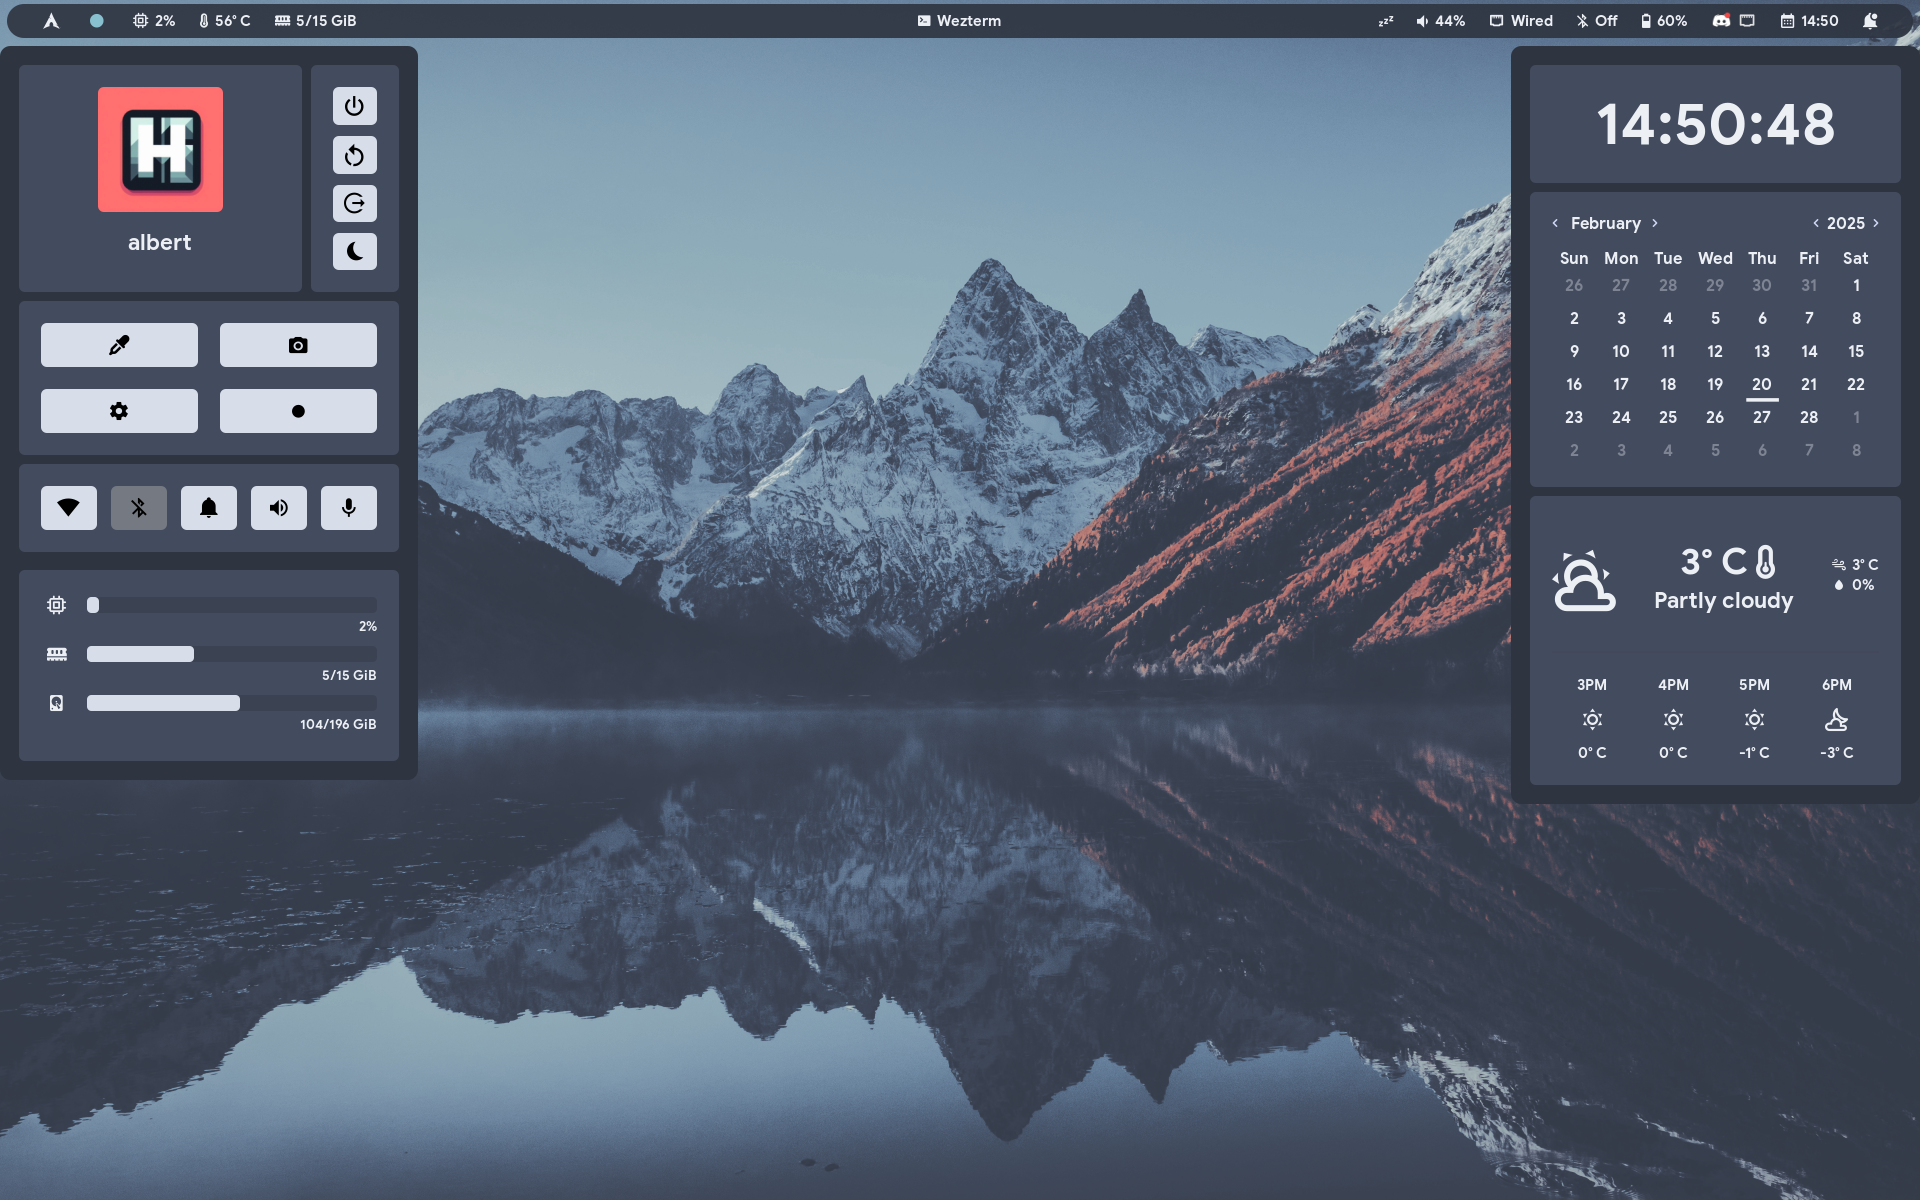 2% 56° C 5/15 GiB Wezterm zzz 44% Wired Off 60% 14:50
H
albert
2%
5/15 GiB
104/196 GiB
14:50:48
February 2025
Sun Mon Tue Wed Thu Fri Sat
26 27 28 29 30 31 1
2 3 4 5 6 7 8
9 10 11 12 13 14 15
16 17 18 19 20 21 22
23 24 25 26 27 28 1
2 3 4 5 6 7 8
3° C
Partly cloudy
3° C
0%
3PM 4PM 5PM 6PM
0° C 0° C -1° C -3° C